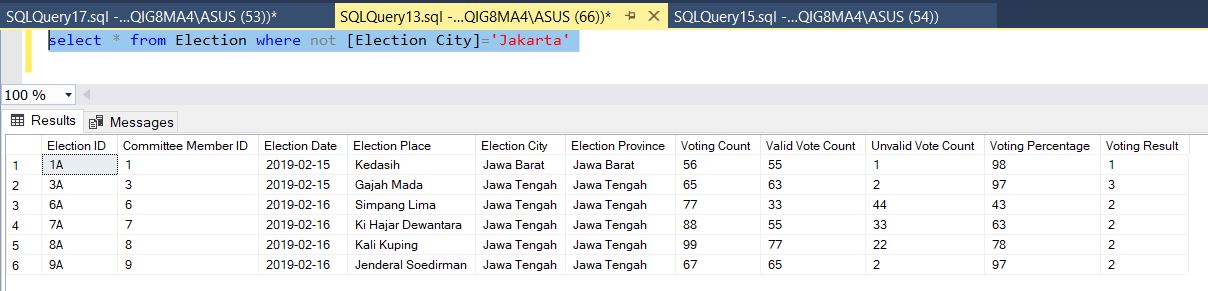 SQLQuery17.sql -...QIG8MA4\ASUS (53))* SQLQuery13.sql -...QIG8MA4\ASUS (66))* SQLQuery15.sql -...QIG8MA4\ASUS (54))
select * from Election where not [Election City]='Jakarta'
100 %
Results Messages
Election ID Committee Member ID Election Date Election Place Election City Election Province Voting Count Valid Vote Count Unvalid Vote Count Voting Percentage Voting Result
1 1A 1 2019-02-15 Kedasih Jawa Barat Jawa Barat 56 55 1 98 1
2 3A 3 2019-02-15 Gajah Mada Jawa Tengah Jawa Tengah 65 63 2 97 3
3 6A 6 2019-02-16 Simpang Lima Jawa Tengah Jawa Tengah 77 33 44 43 2
4 7A 7 2019-02-16 Ki Hajar Dewantara Jawa Tengah Jawa Tengah 88 55 33 63 2
5 8A 8 2019-02-16 Kali Kuping Jawa Tengah Jawa Tengah 99 77 22 78 2
6 9A 9 2019-02-16 Jenderal Soedirman Jawa Tengah Jawa Tengah 67 65 2 97 2